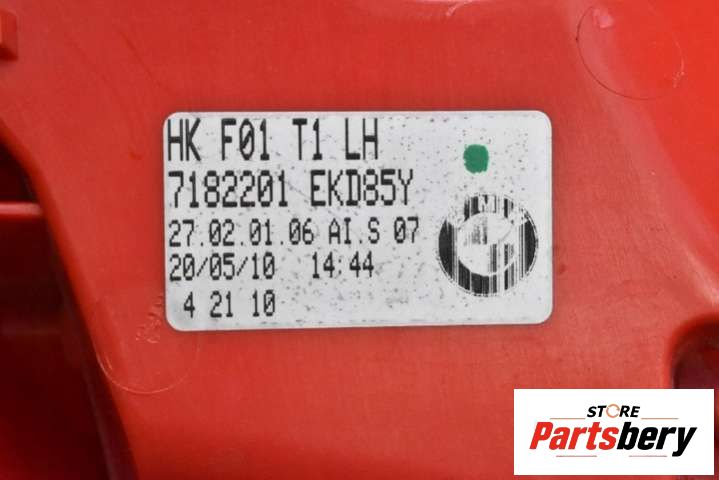 HK F01 T1 LH
7182201 EKD85Y
27.02.01.06 AI.S 07
20/05/10 14:44
4 21 10
STORE
Partsbery